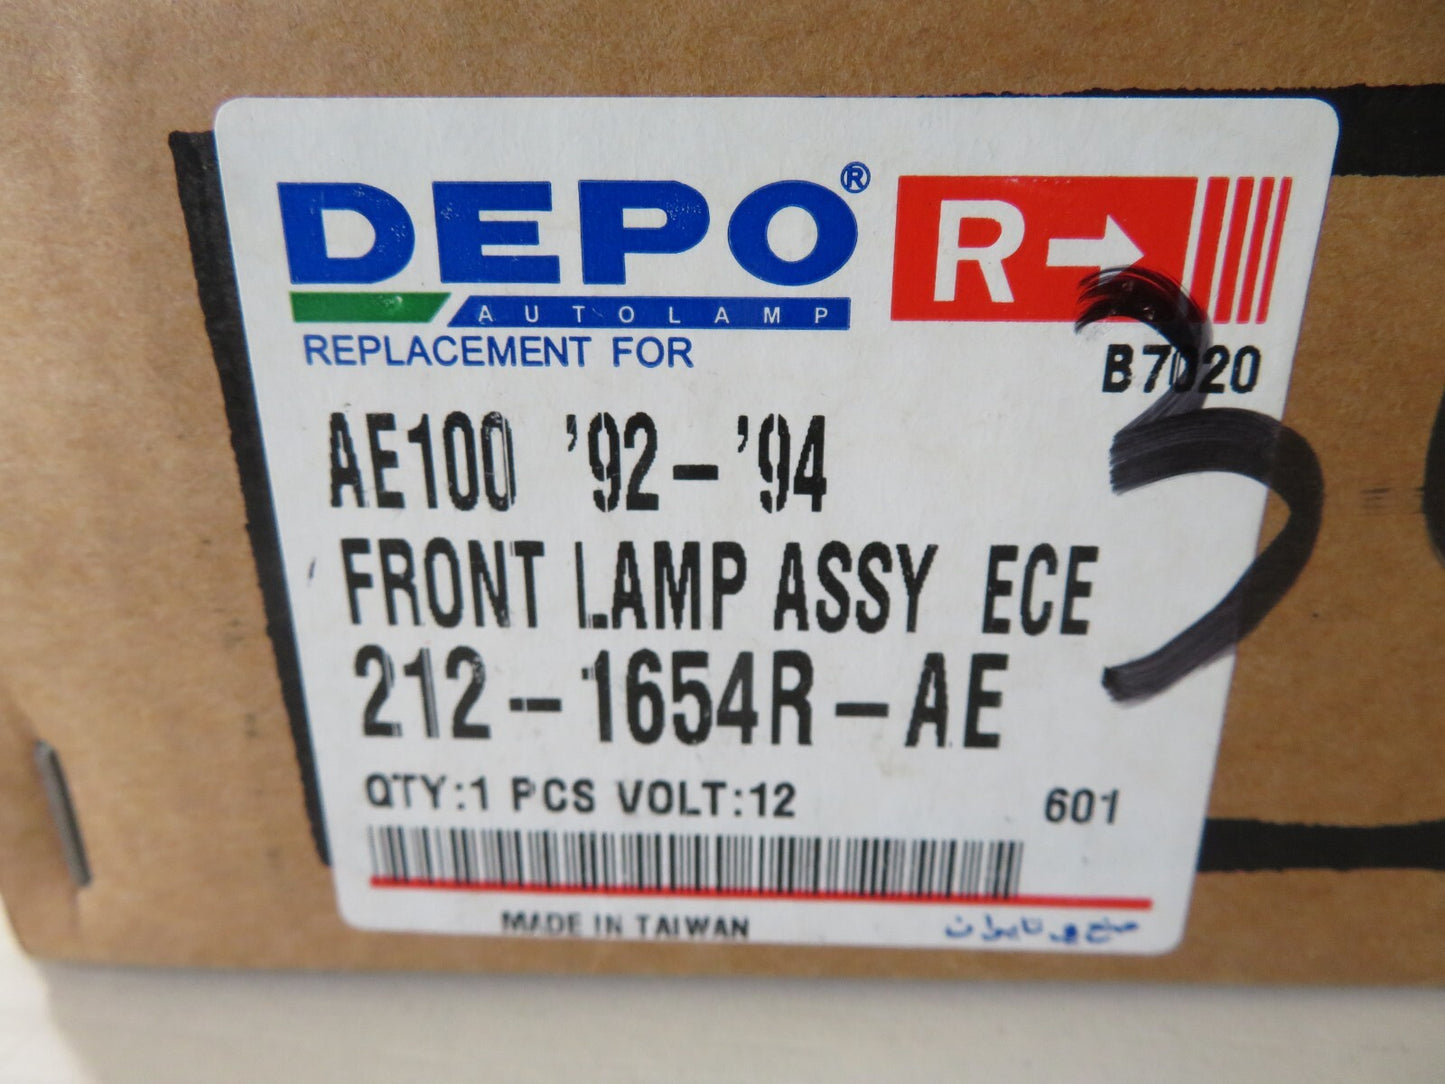 DEPO®
R→
AUTOLAMP
REPLACEMENT FOR
B7020
3
AE100 '92-'94
FRONT LAMP ASSY ECE
212-1654R-AE
QTY:1 PCS VOLT:12
601
MADE IN TAIWAN
صنع في تايوان